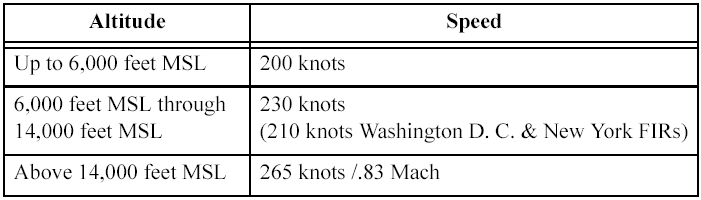 Altitude Speed
Up to 6,000 feet MSL 200 knots
6,000 feet MSL through 230 knots
14,000 feet MSL (210 knots Washington D. C. & New York FIRs)
Above 14,000 feet MSL 265 knots /.83 Mach